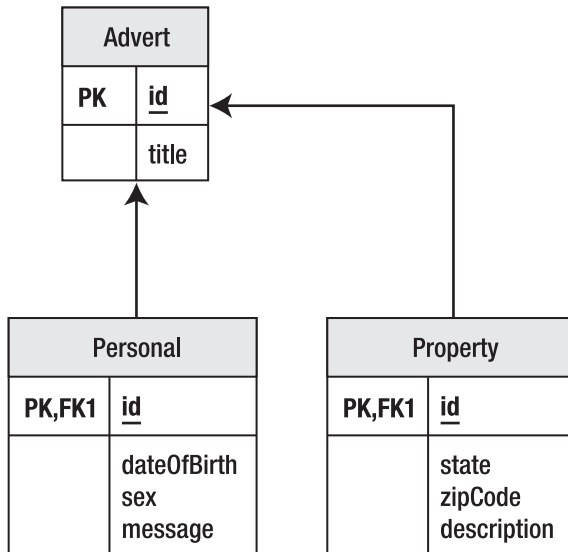 Advert
PK id
title
Personal
PK,FK1 id
dateOfBirth
sex
message
Property
PK,FK1 id
state
zipCode
description